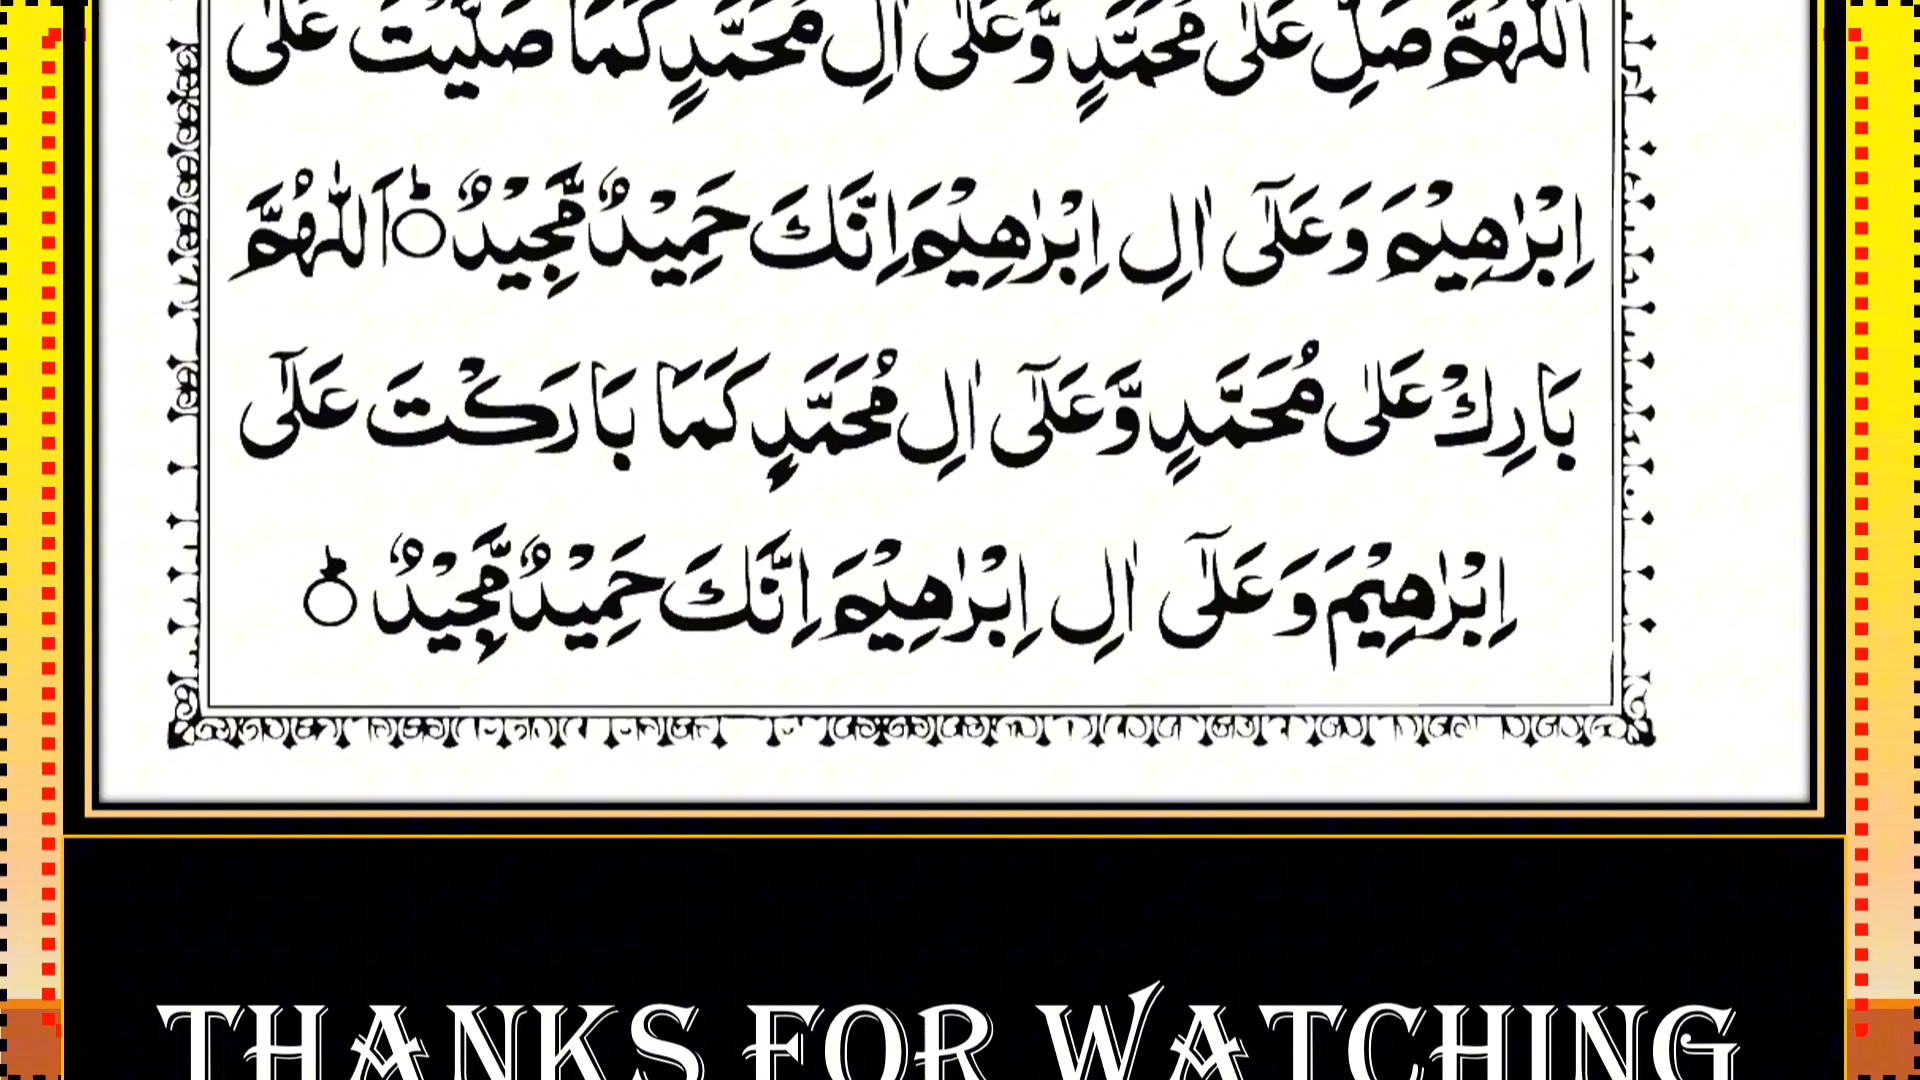 اَللّٰهُمَّ صَلِّ عَلٰى مُحَمَّدٍ وَّعَلٰٓى اٰلِ مُحَمَّدٍ كَمَا صَلَّيْتَ عَلٰٓى
اِبْرٰهِيْمَ وَعَلٰٓى اٰلِ اِبْرٰهِيْمَ اِنَّكَ حَمِيْدٌ مَّجِيْدٌ ؕ اَللّٰهُمَّ
بَارِكْ عَلٰى مُحَمَّدٍ وَّعَلٰٓى اٰلِ مُحَمَّدٍ كَمَا بَارَكْتَ عَلٰٓى
اِبْرٰهِيْمَ وَعَلٰٓى اٰلِ اِبْرٰهِيْمَ اِنَّكَ حَمِيْدٌ مَّجِيْدٌ ؕ
THANKS FOR WATCHING